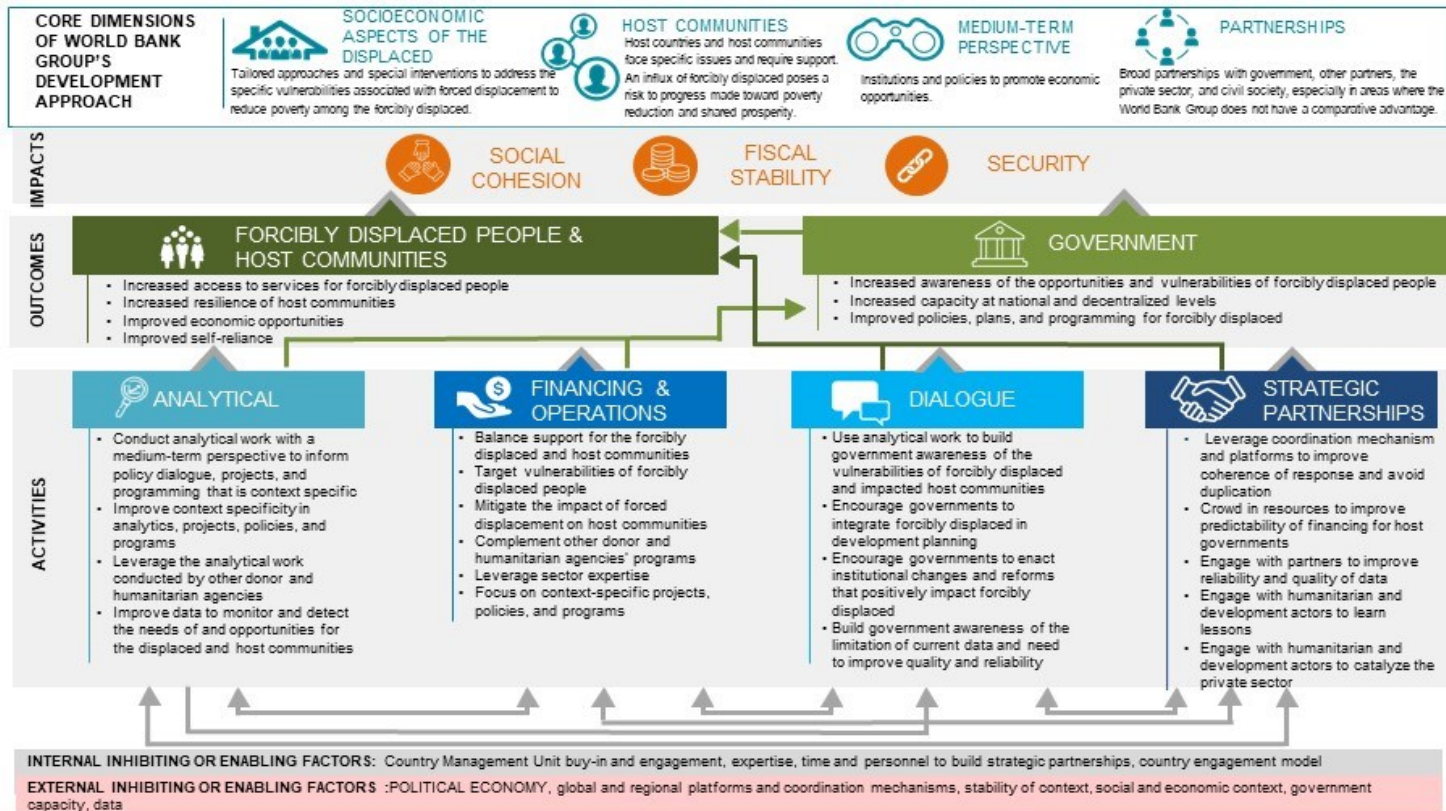 CORE DIMENSIONS
OF WORLD BANK
GROUP'S
DEVELOPMENT
APPROACH
SOCIOECONOMIC
ASPECTS OF THE
DISPLACED
Tailored approaches and special interventions to address the
specific vulnerabilities associated with forced displacement to
reduce poverty among the forcibly displaced.
HOST COMMUNITIES
Host countries and host communities
face specific issues and require support.
An influx of forcibly displaced poses a
risk to progress made toward poverty
reduction and shared prosperity.
MEDIUM-TERM
PERSPECTIVE
Institutions and policies to promote economic
opportunities.
PARTNERSHIPS
Broad partnerships with government, other partners, the
private sector, and civil society, especially in areas where the
World Bank Group does not have a comparative advantage.
IMPACTS
SOCIAL
COHESION
FISCAL
STABILITY
SECURITY
OUTCOMES
FORCIBLY DISPLACED PEOPLE &
HOST COMMUNITIES
• Increased access to services for forcibly displaced people
• Increased resilience of host communities
• Improved economic opportunities
• Improved self-reliance
GOVERNMENT
• Increased awareness of the opportunities and vulnerabilities of forcibly displaced people
• Increased capacity at national and decentralized levels
• Improved policies, plans, and programming for forcibly displaced
ACTIVITIES
ANALYTICAL
• Conduct analytical work with a
medium-term perspective to inform
policy dialogue, projects, and
programming that is context specific
• Improve context specificity in
analytics, projects, policies, and
programs
• Leverage the analytical work
conducted by other donor and
humanitarian agencies
• Improve data to monitor and detect
the needs of and opportunities for
the displaced and host communities
$
FINANCING &
OPERATIONS
• Balance support for the forcibly
displaced and host communities
• Target vulnerabilities of forcibly
displaced people
• Mitigate the impact of forced
displacement on host communities
• Complement other donor and
humanitarian agencies' programs
• Leverage sector expertise
• Focus on context-specific projects,
policies, and programs
DIALOGUE
• Use analytical work to build
government awareness of the
vulnerabilities of forcibly displaced
and impacted host communities
• Encourage governments to
integrate forcibly displaced in
development planning
• Encourage governments to enact
institutional changes and reforms
that positively impact forcibly
displaced
• Build government awareness of the
limitation of current data and need
to improve quality and reliability
STRATEGIC
PARTNERSHIPS
• Leverage coordination mechanism
and platforms to improve
coherence of response and avoid
duplication
• Crowd in resources to improve
predictability of financing for host
governments
• Engage with partners to improve
reliability and quality of data
• Engage with humanitarian and
development actors to learn
lessons
• Engage with humanitarian and
development actors to catalyze the
private sector
INTERNAL INHIBITING OR ENABLING FACTORS: Country Management Unit buy-in and engagement, expertise, time and personnel to build strategic partnerships, country engagement model
EXTERNAL INHIBITING OR ENABLING FACTORS :POLITICAL ECONOMY, global and regional platforms and coordination mechanisms, stability of context, social and economic context, government
capacity, data